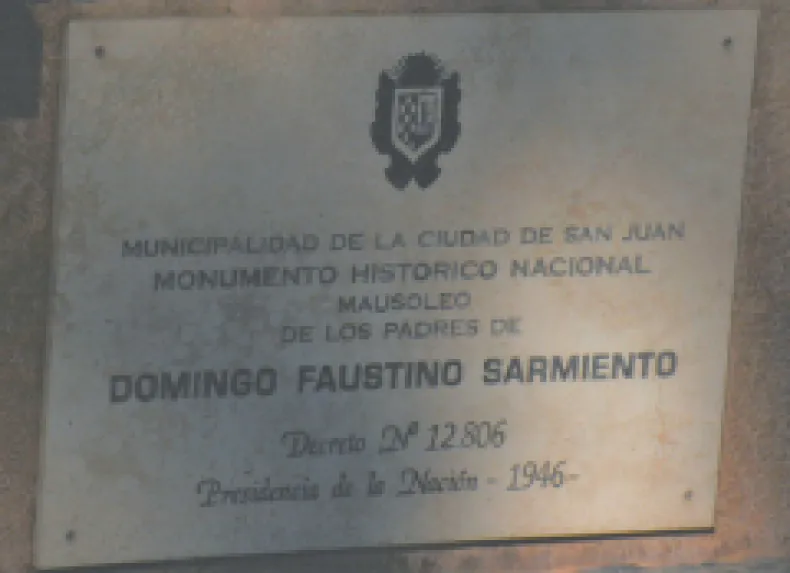 MUNICIPALIDAD DE LA CIUDAD DE SAN JUAN
MONUMENTO HISTORICO NACIONAL
MAUSOLEO
DE LOS PADRES DE
DOMINGO FAUSTINO SARMIENTO
Decreto Nº 12.806
Presidencia de la Nación - 1946-